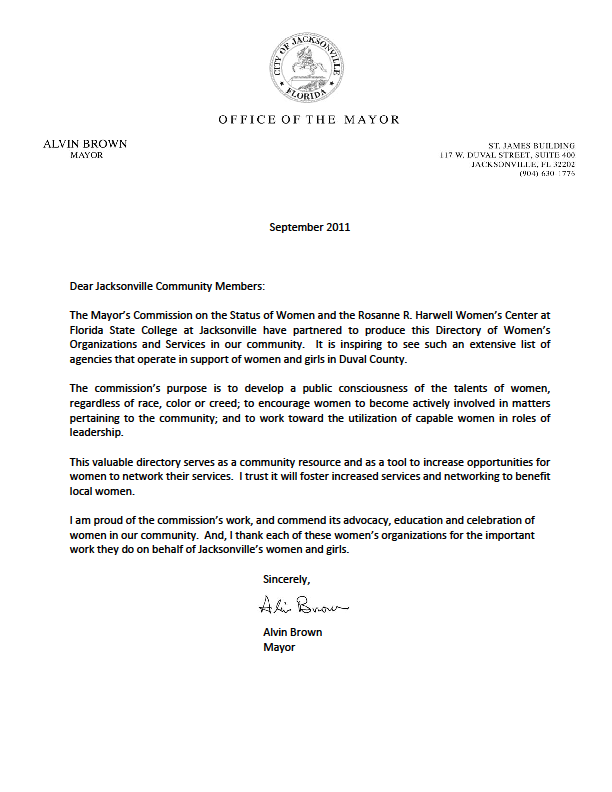 CITY OF JACKSONVILLE
FLORIDA
OFFICE OF THE MAYOR
ALVIN BROWN
MAYOR
ST. JAMES BUILDING
117 W. DUVAL STREET, SUITE 400
JACKSONVILLE, FL 32202
(904) 630-1776
September 2011
Dear Jacksonville Community Members:
The Mayor's Commission on the Status of Women and the Rosanne R. Harwell Women's Center at
Florida State College at Jacksonville have partnered to produce this Directory of Women's
Organizations and Services in our community.  It is inspiring to see such an extensive list of
agencies that operate in support of women and girls in Duval County.
The commission's purpose is to develop a public consciousness of the talents of women,
regardless of race, color or creed; to encourage women to become actively involved in matters
pertaining to the community; and to work toward the utilization of capable women in roles of
leadership.
This valuable directory serves as a community resource and as a tool to increase opportunities for
women to network their services.  I trust it will foster increased services and networking to benefit
local women.
I am proud of the commission's work, and commend its advocacy, education and celebration of
women in our community.  And, I thank each of these women's organizations for the important
work they do on behalf of Jacksonville's women and girls.
Sincerely,
Alvin Brown
Alvin Brown
Mayor